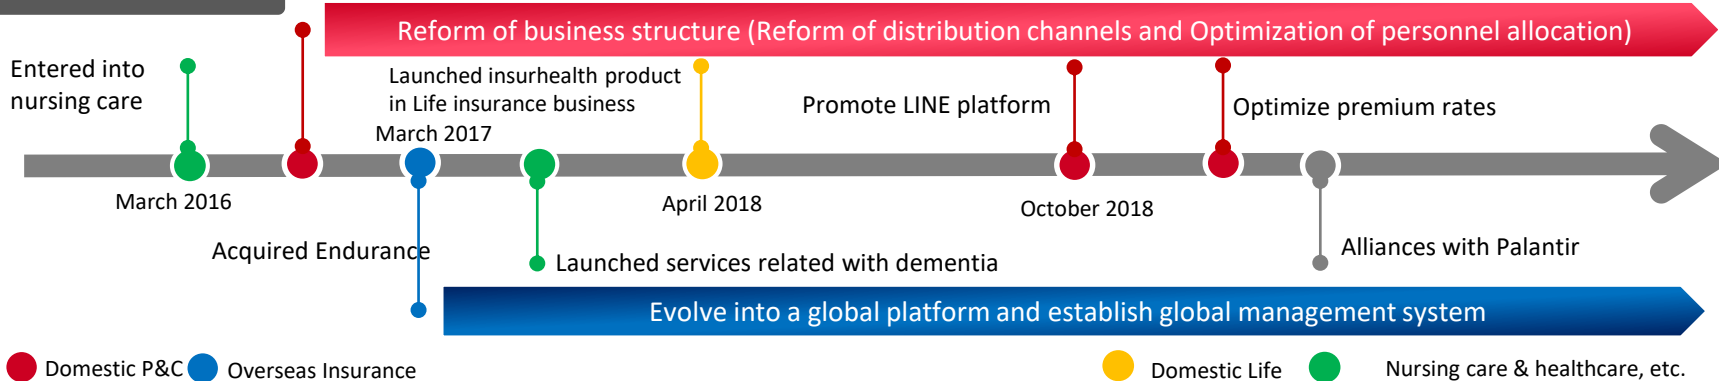 Reform of business structure (Reform of distribution channels and Optimization of personnel allocation)
Entered into
nursing care
Launched insurhealth product
in Life insurance business
March 2017
Promote LINE platform
Optimize premium rates
March 2016
April 2018
October 2018
Acquired Endurance
Launched services related with dementia
Alliances with Palantir
Evolve into a global platform and establish global management system
Domestic P&C
Overseas Insurance
Domestic Life
Nursing care & healthcare, etc.